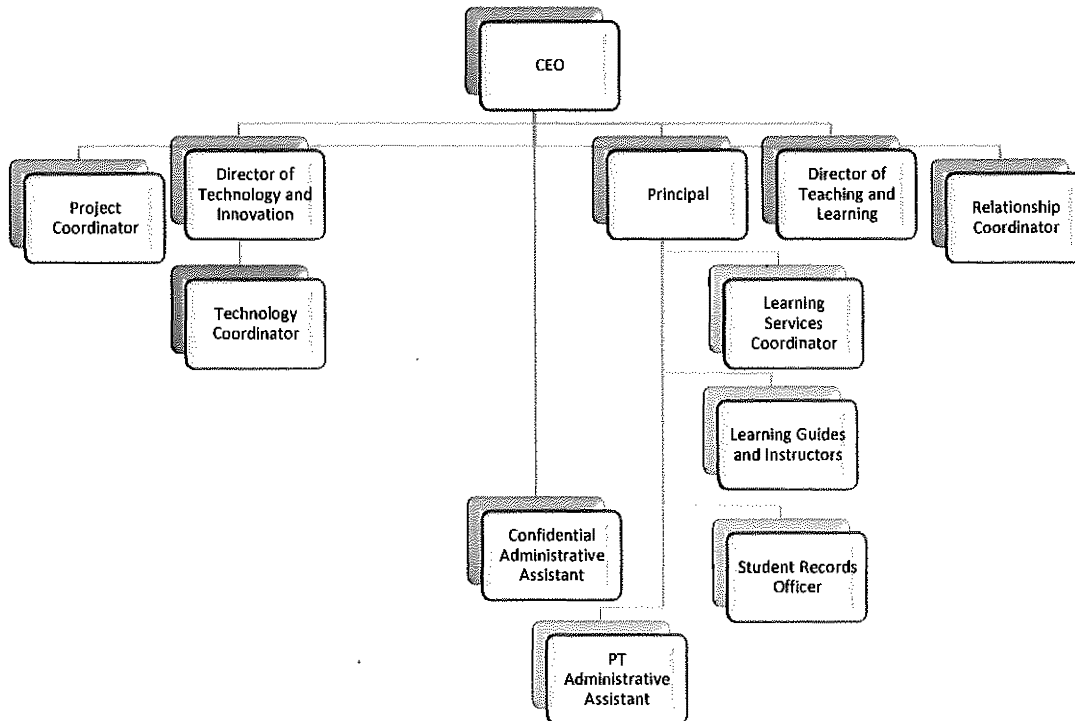 CEO
Project
Coordinator
Director of
Technology and
Innovation
Principal
Director of
Teaching and
Learning
Relationship
Coordinator
Technology
Coordinator
Learning
Services
Coordinator
Learning Guides
and Instructors
Confidential
Administrative
Assistant
Student Records
Officer
PT
Administrative
Assistant